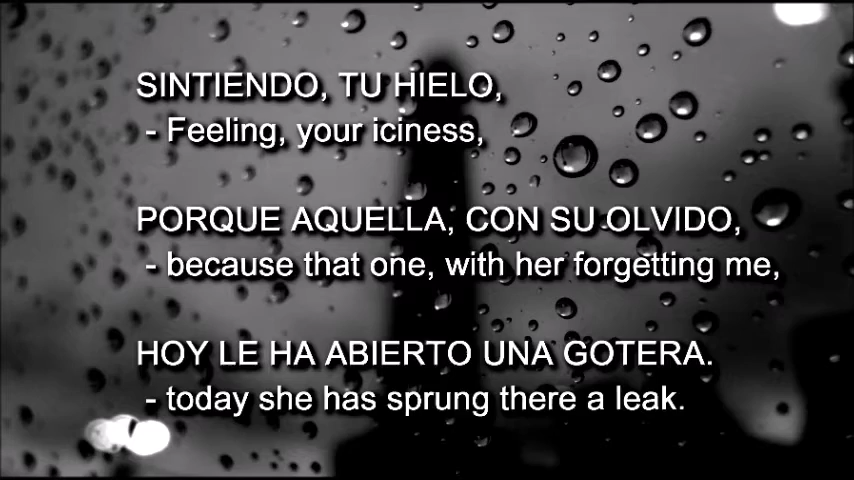 SINTIENDO, TU HIELO,
- Feeling, your iciness,
PORQUE AQUELLA, CON SU OLVIDO,
- because that one, with her forgetting me,
HOY LE HA ABIERTO UNA GOTERA.
- today she has sprung there a leak.